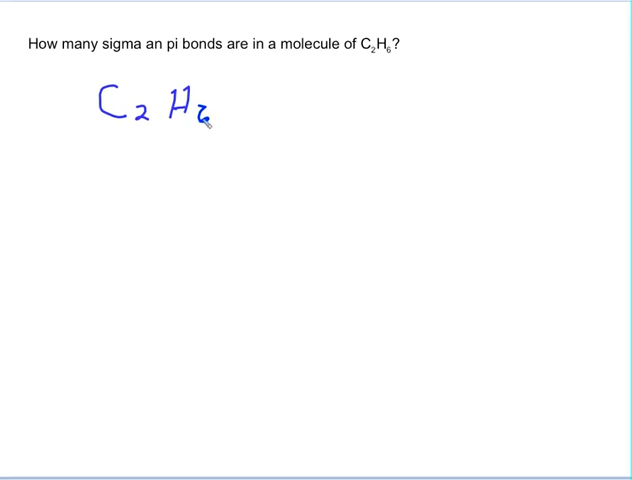 How many sigma an pi bonds are in a molecule of C₂H₆?
C₂ H₆